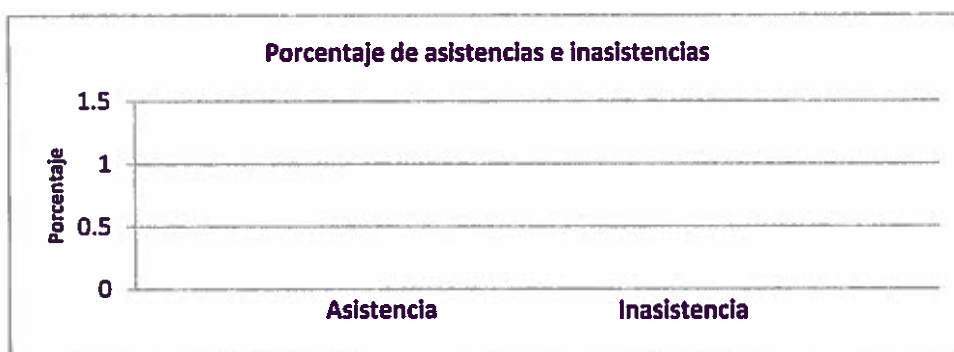 Porcentaje de asistencias e inasistencias
1.5
1
0.5
0
Porcentaje
Asistencia
Inasistencia